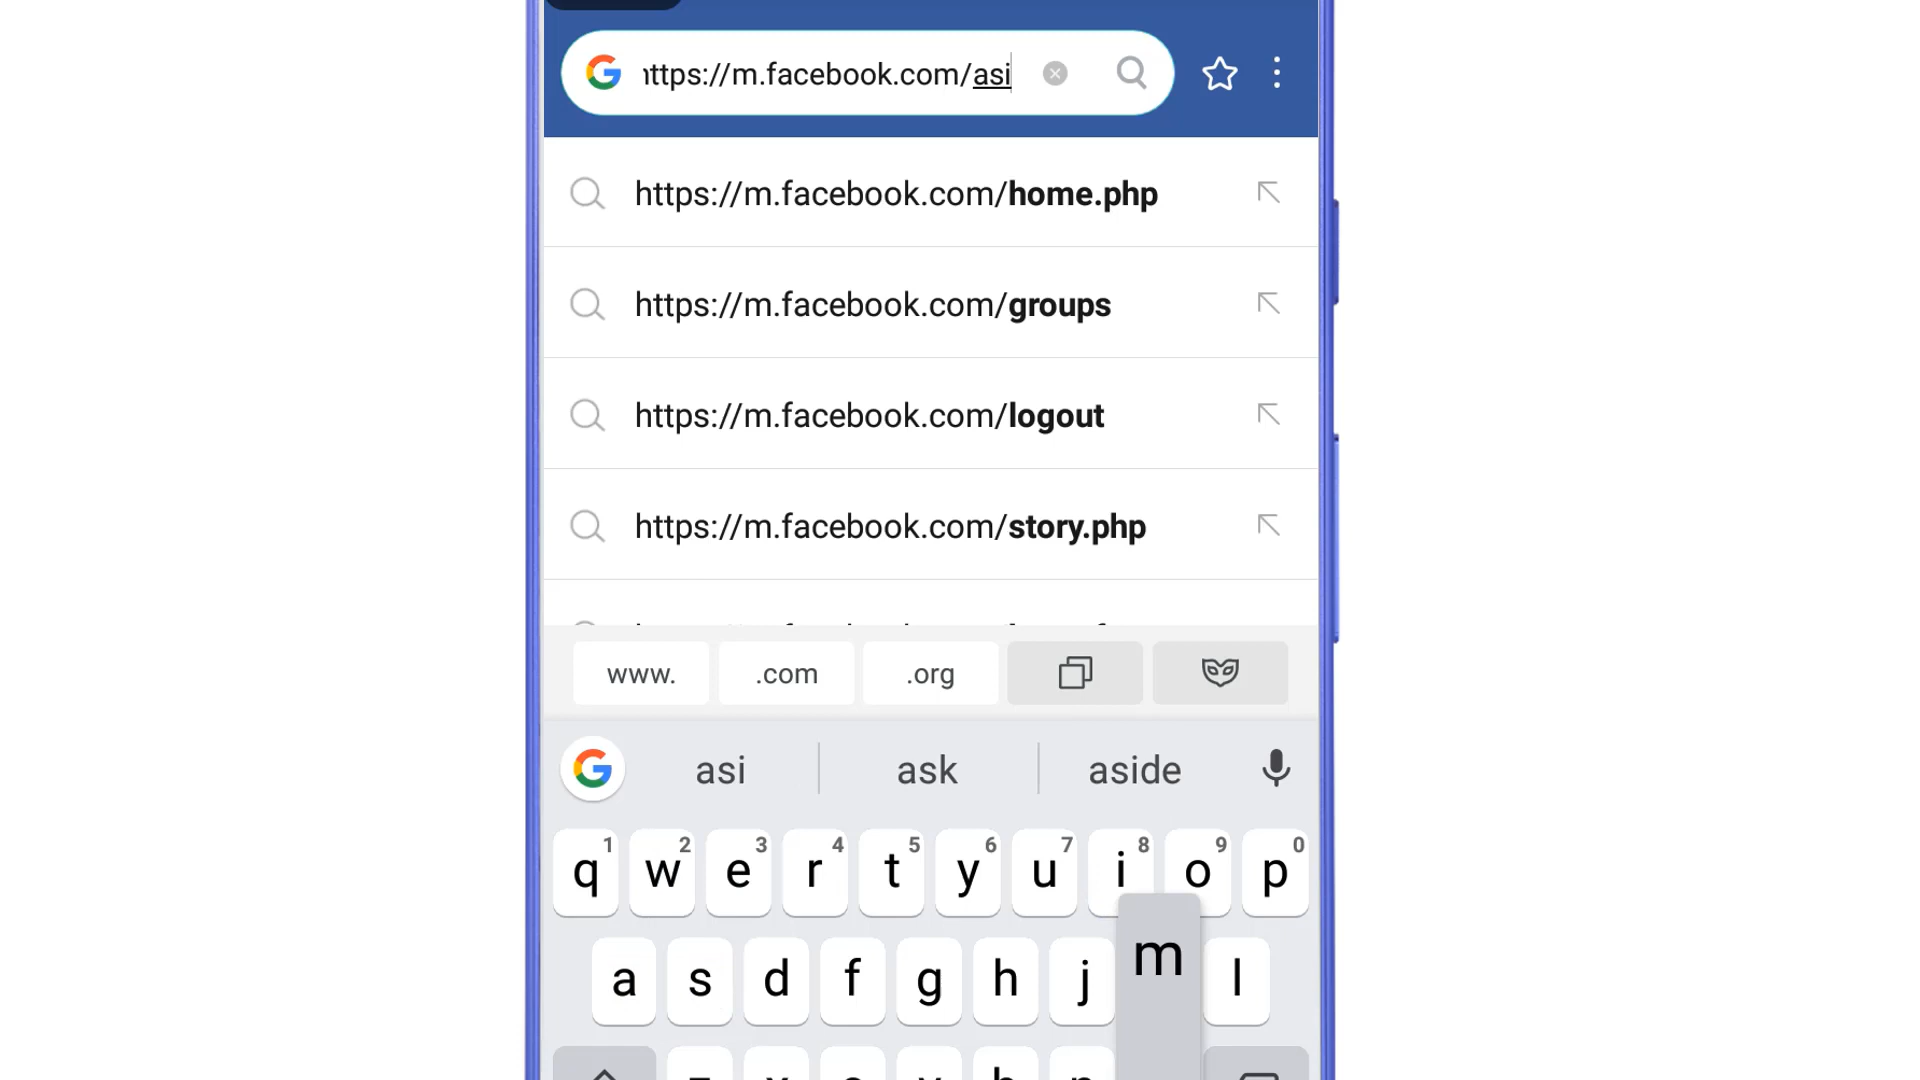 ttps://m.facebook.com/asi
https://m.facebook.com/home.php
https://m.facebook.com/groups
https://m.facebook.com/logout
https://m.facebook.com/story.php
www. .com .org
asi ask aside
q 1 w 2 e 3 r 4 t 5 y 6 u 7 i 8 o 9 p 0
a s d f g h j m l